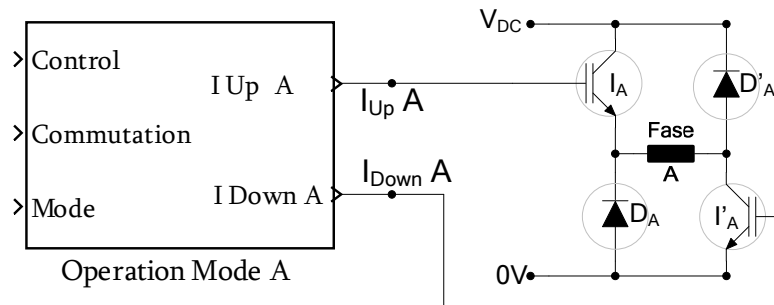 Control
Commutation
Mode
I Up A
I Down A
Operation Mode A
I_Up A
I_Down A
V_DC
I_A
D'_A
Fase
A
D_A
I'_A
0V